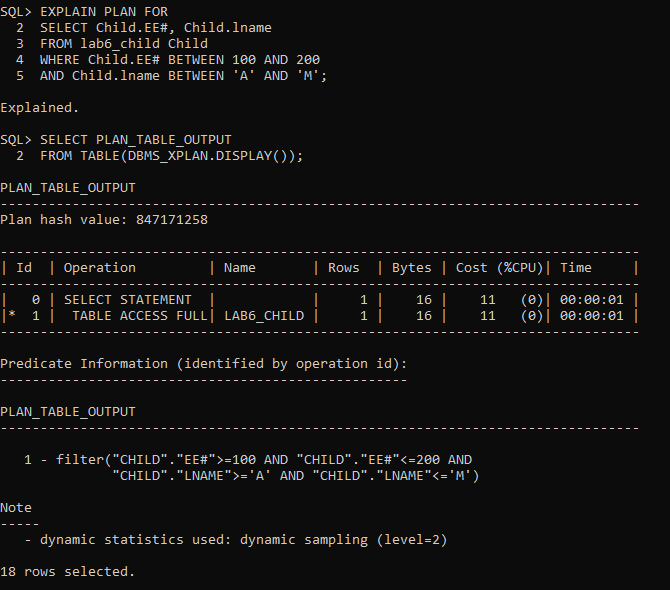 SQL> EXPLAIN PLAN FOR
  2  SELECT Child.EE#, Child.lname
  3  FROM lab6_child Child
  4  WHERE Child.EE# BETWEEN 100 AND 200
  5  AND Child.lname BETWEEN 'A' AND 'M';
Explained.
SQL> SELECT PLAN_TABLE_OUTPUT
  2  FROM TABLE(DBMS_XPLAN.DISPLAY());
PLAN_TABLE_OUTPUT
--------------------------------------------------------------------------------
Plan hash value: 847171258
--------------------------------------------------------------------------------
| Id  | Operation         | Name       | Rows  | Bytes | Cost (%CPU)| Time     |
--------------------------------------------------------------------------------
|   0 | SELECT STATEMENT  |            |     1 |    16 |    11   (0)| 00:00:01 |
|*  1 |  TABLE ACCESS FULL| LAB6_CHILD |     1 |    16 |    11   (0)| 00:00:01 |
--------------------------------------------------------------------------------
Predicate Information (identified by operation id):
---------------------------------------------------
PLAN_TABLE_OUTPUT
--------------------------------------------------------------------------------
   1 - filter("CHILD"."EE#">=100 AND "CHILD"."EE#"<=200 AND
              "CHILD"."LNAME">='A' AND "CHILD"."LNAME"<='M')
Note
-----
   - dynamic statistics used: dynamic sampling (level=2)
18 rows selected.